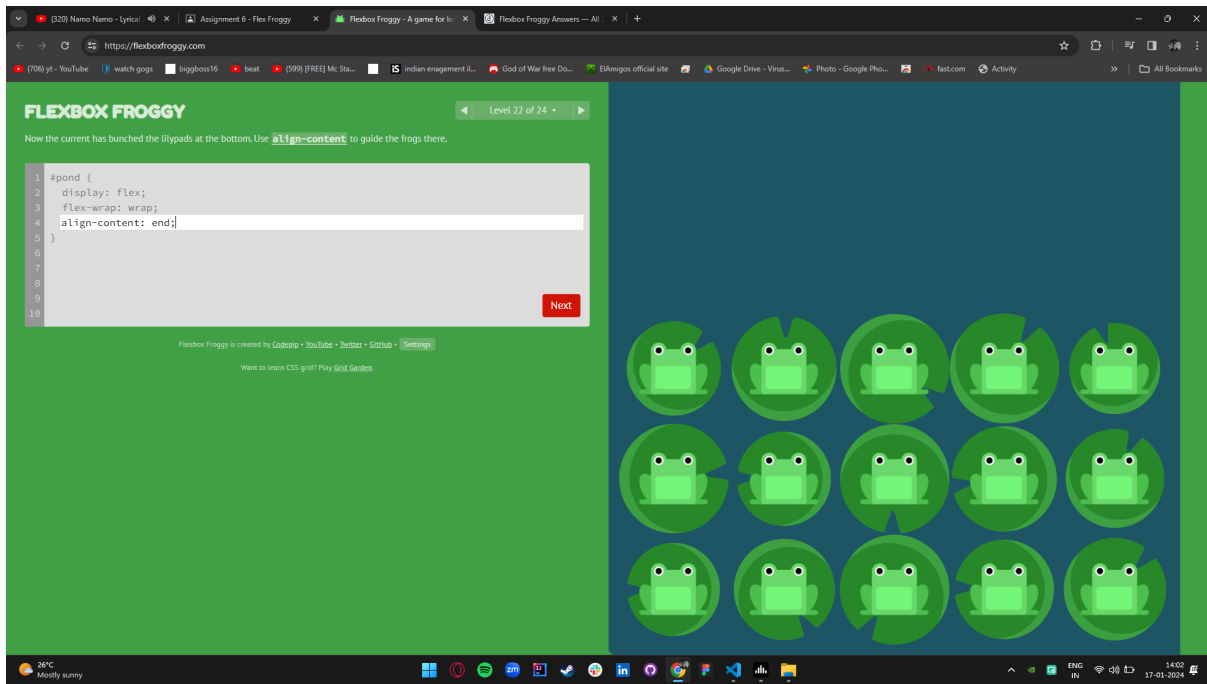 (320) Namo Namo - Lyrical
Assignment 6 - Flex Froggy
Flexbox Froggy - A game for le
Flexbox Froggy Answers — All
https://flexboxfroggy.com
(706) yt - YouTube
watch gogs
biggboss16
beat
(599) [FREE] Mc Sta...
indian enagement il...
God of War free Do...
ElAmigos official site
Google Drive - Virus...
Photo - Google Pho...
fast.com
Activity
»
All Bookmarks
FLEXBOX FROGGY
Level 22 of 24
Now the current has bunched the lilypads at the bottom. Use align-content to guide the frogs there.
1 #pond {
2 display: flex;
3 flex-wrap: wrap;
4 align-content: end;
5 }
6
7
8
9
10
Next
Flexbox Froggy is created by Codepip • YouTube • Twitter • GitHub • Settings
Want to learn CSS grid? Play Grid Garden.
26°C
Mostly sunny
zm
in
ENG
IN
14:02
17-01-2024